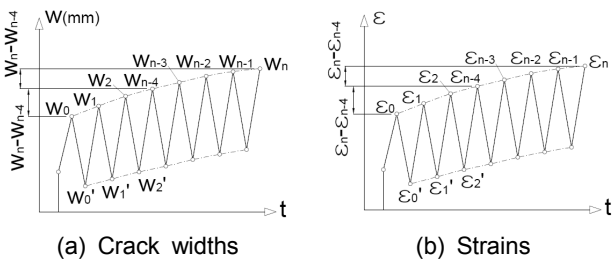 W(mm)
Wn-Wn-4
Wn-Wn-4
W0
W1
W2
Wn-4
Wn-3
Wn-2
Wn-1
Wn
W0'
W1'
W2'
t
(a) Crack widths
ε
εn-εn-4
εn-εn-4
ε0
ε1
ε2
εn-4
εn-3
εn-2
εn-1
εn
ε0'
ε1'
ε2'
t
(b) Strains